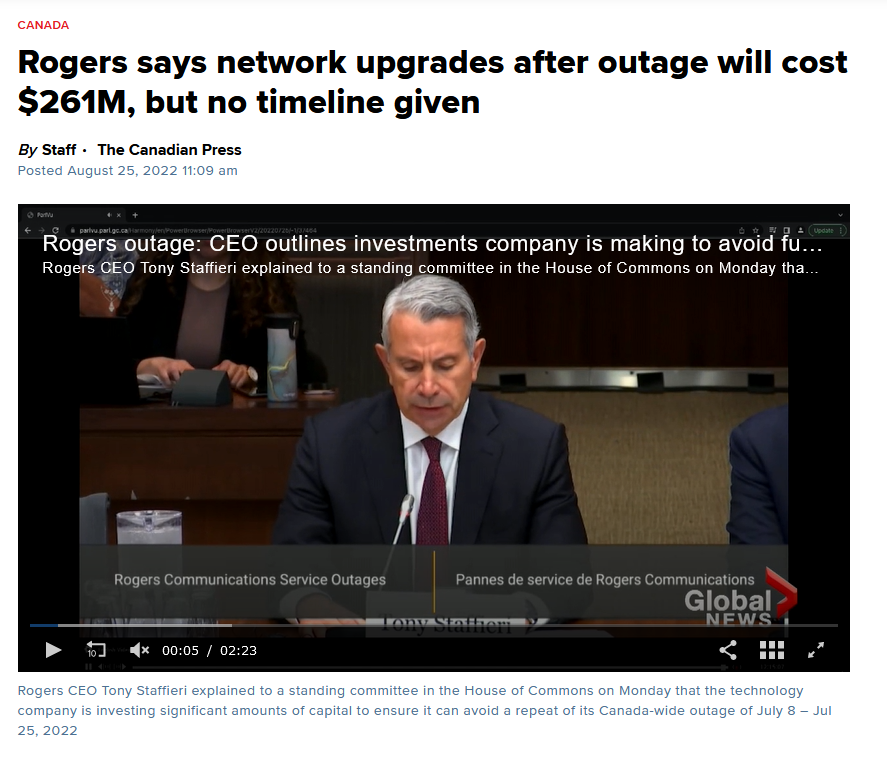 CANADA
Rogers says network upgrades after outage will cost
$261M, but no timeline given
By Staff · The Canadian Press
Posted August 25, 2022 11:09 am
ParlVu
Update
Rogers outage: CEO outlines investments company is making to avoid fu...
Rogers CEO Tony Staffieri explained to a standing committee in the House of Commons on Monday tha...
Rogers Communications Service Outages
Pannes de service de Rogers Communications
Global
NEWS
Tony Staffieri
10
00:05 / 02:23
Rogers CEO Tony Staffieri explained to a standing committee in the House of Commons on Monday that the technology
company is investing significant amounts of capital to ensure it can avoid a repeat of its Canada-wide outage of July 8 – Jul
25, 2022